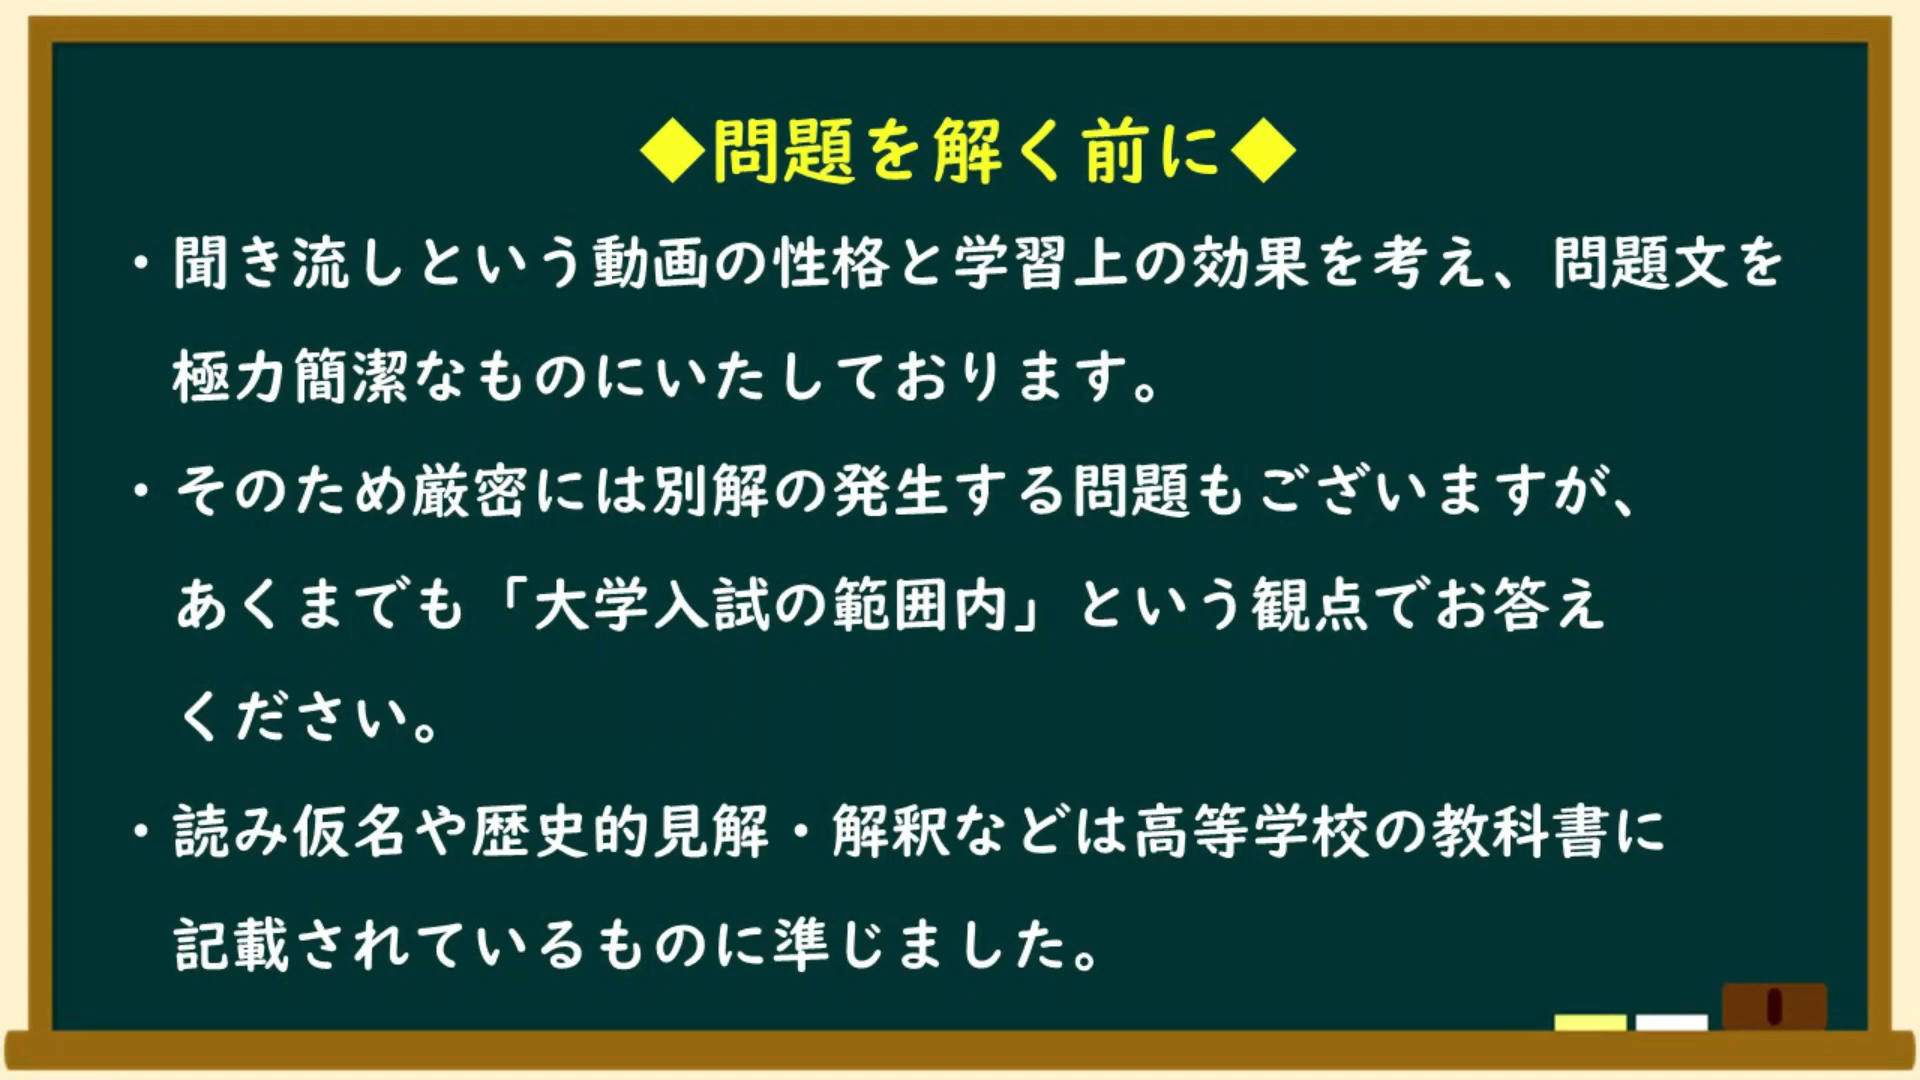 ◆問題を解く前に◆
・聞き流しという動画の性格と学習上の効果を考え、問題文を
極力簡潔なものにいたしております。
・そのため厳密には別解の発生する問題もございますが、
あくまでも「大学入試の範囲内」という観点でお答え
ください。
・読み仮名や歴史的見解・解釈などは高等学校の教科書に
記載されているものに準じました。